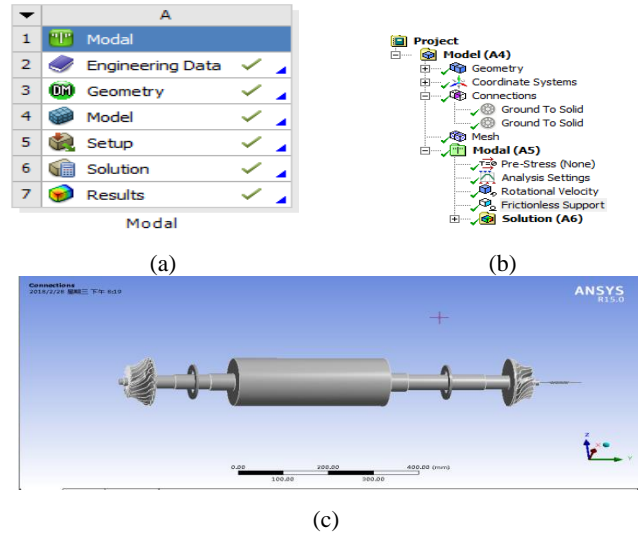 A
1 Modal
2 Engineering Data
3 Geometry
4 Model
5 Setup
6 Solution
7 Results
Modal
(a)
Project
Model (A4)
Geometry
Coordinate Systems
Connections
Ground To Solid
Ground To Solid
Mesh
Modal (A5)
Pre-Stress (None)
Analysis Settings
Rotational Velocity
Frictionless Support
Solution (A6)
(b)
Connections
ANSYS
R15.0
0.00 200.00 400.00 (mm)
100.00 300.00
Z
X
Y
(c)